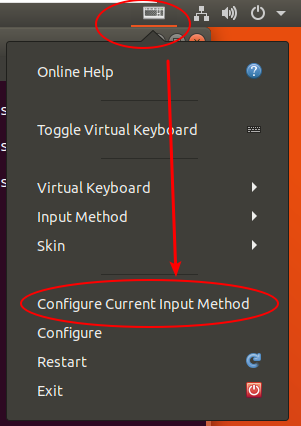 Online Help
Toggle Virtual Keyboard
Virtual Keyboard
Input Method
Skin
Configure Current Input Method
Configure
Restart
Exit